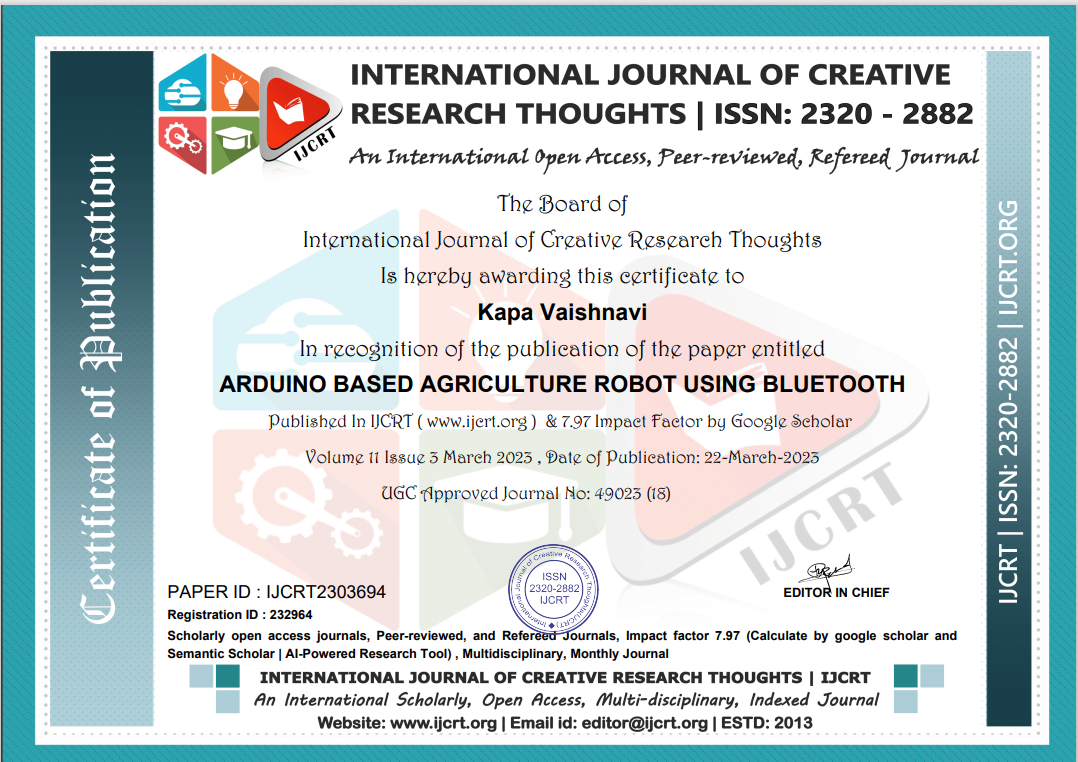 INTERNATIONAL JOURNAL OF CREATIVE
RESEARCH THOUGHTS | ISSN: 2320 - 2882
An International Open Access, Peer-reviewed, Refereed Journal
IJCRT
Certificate of Publication
The Board of
International Journal of Creative Research Thoughts
Is hereby awarding this certificate to
Kapa Vaishnavi
In recognition of the publication of the paper entitled
ARDUINO BASED AGRICULTURE ROBOT USING BLUETOOTH
Published In IJCRT ( www.ijcrt.org ) & 7.97 Impact Factor by Google Scholar
Volume 11 Issue 3 March 2023 , Date of Publication: 22-March-2023
UGC Approved Journal No: 49023 (18)
IJCRT
IJCRT | ISSN: 2320-2882 | IJCRT.ORG
PAPER ID : IJCRT2303694
Registration ID : 232964
International Journal of Creative Research Thoughts (IJCRT)
ISSN
2320-2882
IJCRT
EDITOR IN CHIEF
Scholarly open access journals, Peer-reviewed, and Refereed Journals, Impact factor 7.97 (Calculate by google scholar and
Semantic Scholar | AI-Powered Research Tool) , Multidisciplinary, Monthly Journal
INTERNATIONAL JOURNAL OF CREATIVE RESEARCH THOUGHTS | IJCRT
An International Scholarly, Open Access, Multi-disciplinary, Indexed Journal
Website: www.ijcrt.org | Email id: editor@ijcrt.org | ESTD: 2013